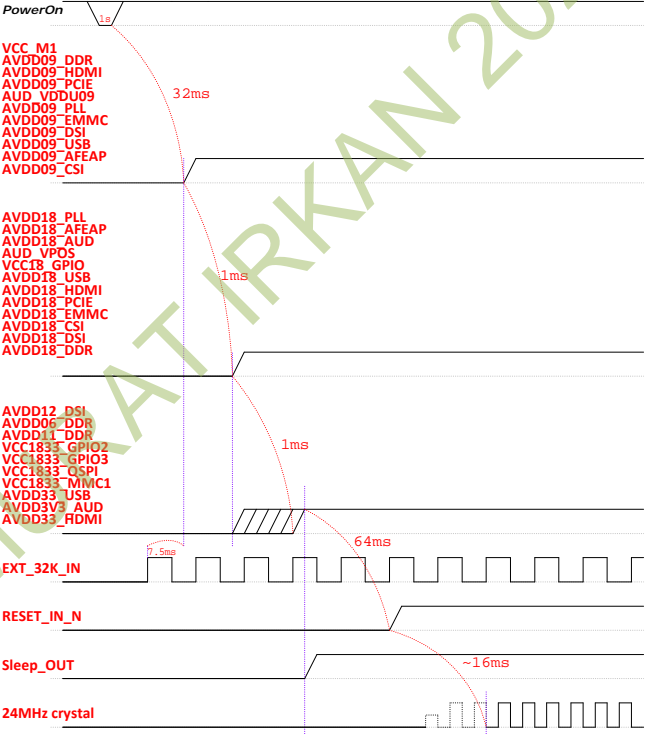 PowerOn
1s
VCC_M1
AVDD09_DDR
AVDD09_HDMI
AVDD09_PCIE
AUD_VDDU09
AVDD09_PLL
AVDD09_EMMC
AVDD09_DSI
AVDD09_USB
AVDD09_AFEAP
AVDD09_CSI
32ms
AVDD18_PLL
AVDD18_AFEAP
AVDD18_AUD
AUD_VPOS
VCC18_GPIO
AVDD18_USB
AVDD18_HDMI
AVDD18_PCIE
AVDD18_EMMC
AVDD18_CSI
AVDD18_DSI
AVDD18_DDR
1ms
AVDD12_DSI
AVDD06_DDR
AVDD11_DDR
VCC1833_GPIO2
VCC1833_GPIO3
VCC1833_QSPI
VCC1833_MMC1
AVDD33_USB
AVDD3V3_AUD
AVDD33_HDMI
1ms
64ms
7.5ms
EXT_32K_IN
RESET_IN_N
Sleep_OUT
~16ms
24MHz crystal
IRKAN